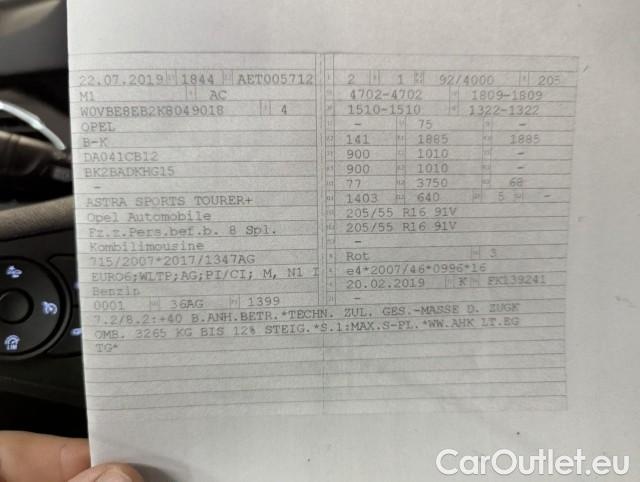 22.07.2019 1844 AET005712 2 1 92/4000 205
M1 AC 4702-4702 1809-1809
W0VBE8EB2K8049018 4 1510-1510 1322-1322
OPEL - 75 -
B-K 141 1885 1885
DA041CB12 900 1010 -
BK2BADKHG15 900 1010 -
- 77 3750 68
ASTRA SPORTS TOURER+ 1403 640 5 -
Opel Automobile 205/55 R16 91V
Fz.z.Pers.bef.b. 8 Spl. 205/55 R16 91V
Kombilimousine -
715/2007*2017/1347AG Rot 3
EURO6;WLTP;AG;PI/CI; M, N1 I e4*2007/46*0996*16
Benzin 20.02.2019 K FK139241
0001 36AG 1399 -
7.2/8.2:+40 B.ANH.BETR.*TECHN. ZUL. GES.-MASSE D. ZUGK
OMB. 3265 KG BIS 12% STEIG.*S.1:MAX.S-PL.*WW.AHK LT.EG
TG*
CarOutlet.eu